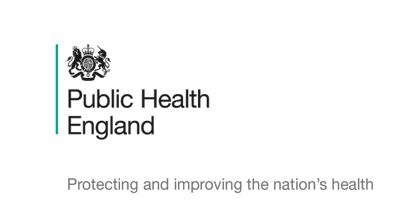 Public Health
England
Protecting and improving the nation's health